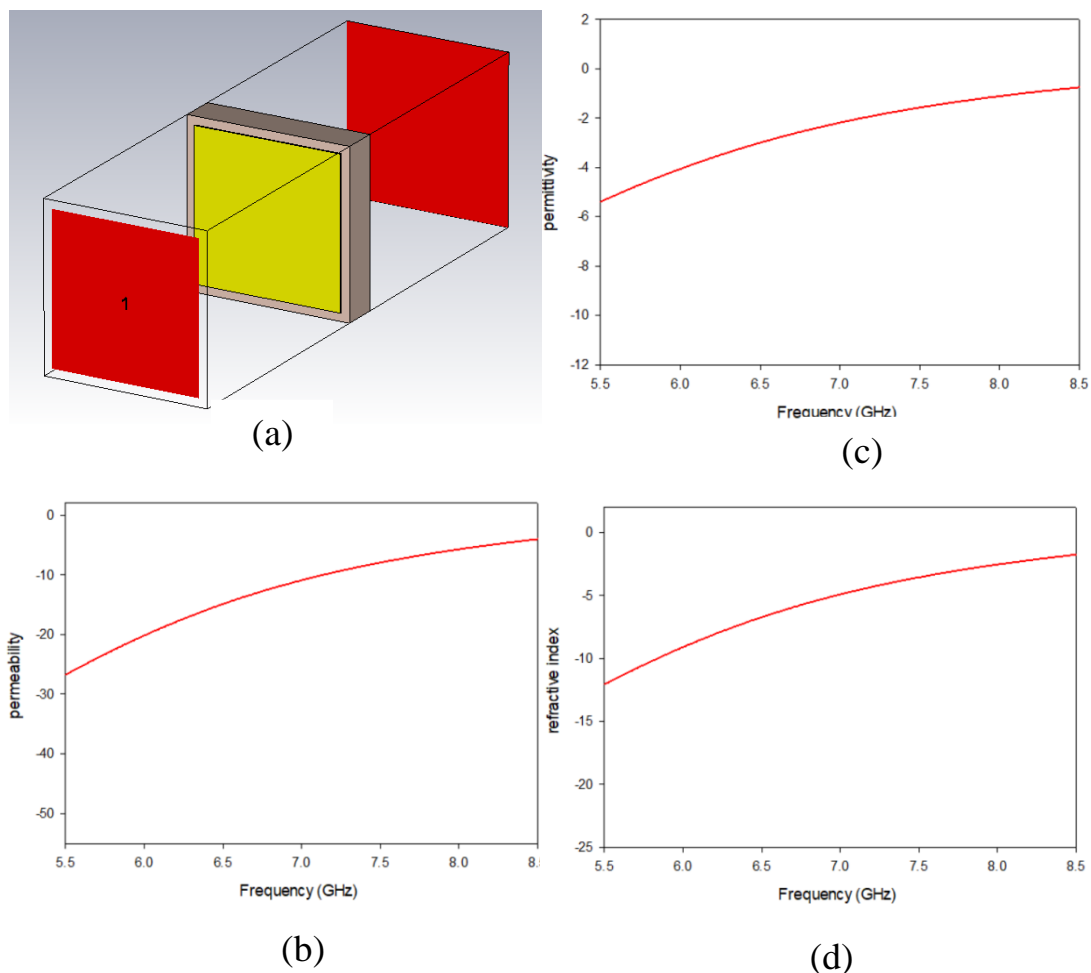 1
(a)
2
0
-2
-4
-6
-8
-10
-12
permittivity
5.5 6.0 6.5 7.0 7.5 8.0 8.5
Frequency (GHz)
(c)
0
-10
-20
-30
-40
-50
permeability
5.5 6.0 6.5 7.0 7.5 8.0 8.
Frequency (GHz)
(b)
0
-5
-10
-15
-20
-25
refractive index
5.5 6.0 6.5 7.0 7.5 8.0 8.5
Frequency (GHz)
(d)